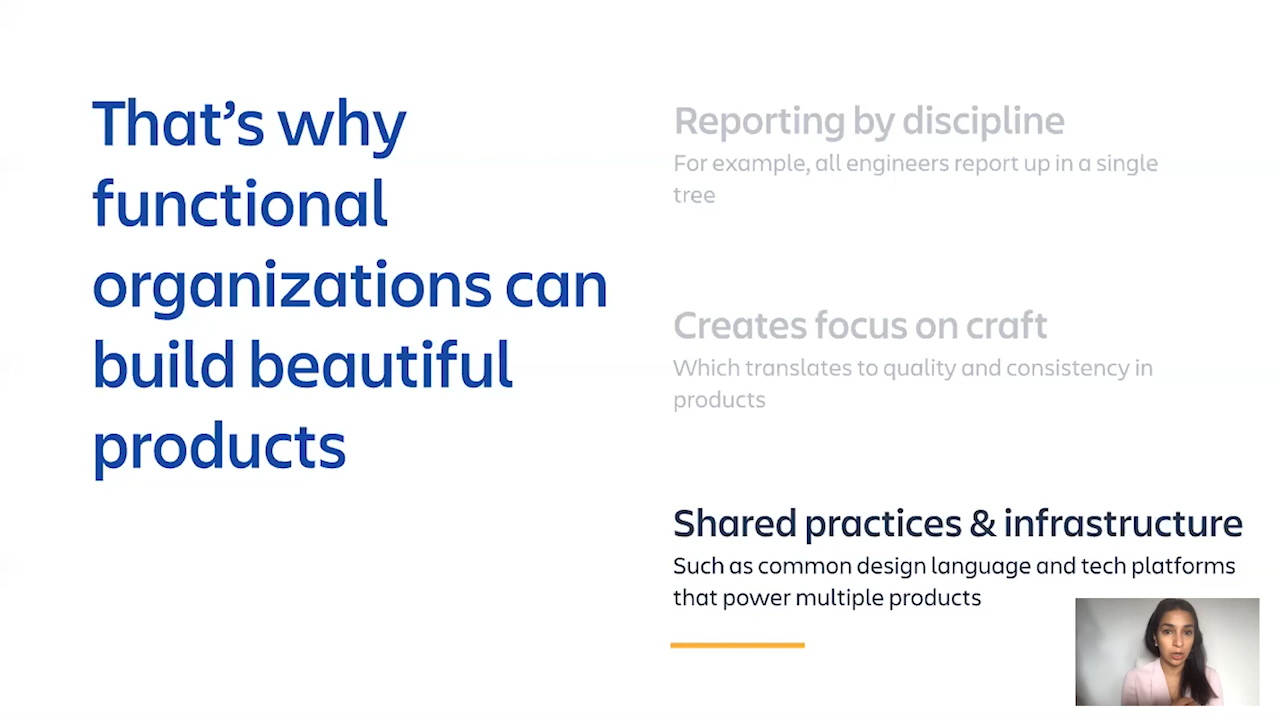 That's why
functional
organizations can
build beautiful
products
Reporting by discipline
For example, all engineers report up in a single
tree
Creates focus on craft
Which translates to quality and consistency in
products
Shared practices & infrastructure
Such as common design language and tech platforms
that power multiple products